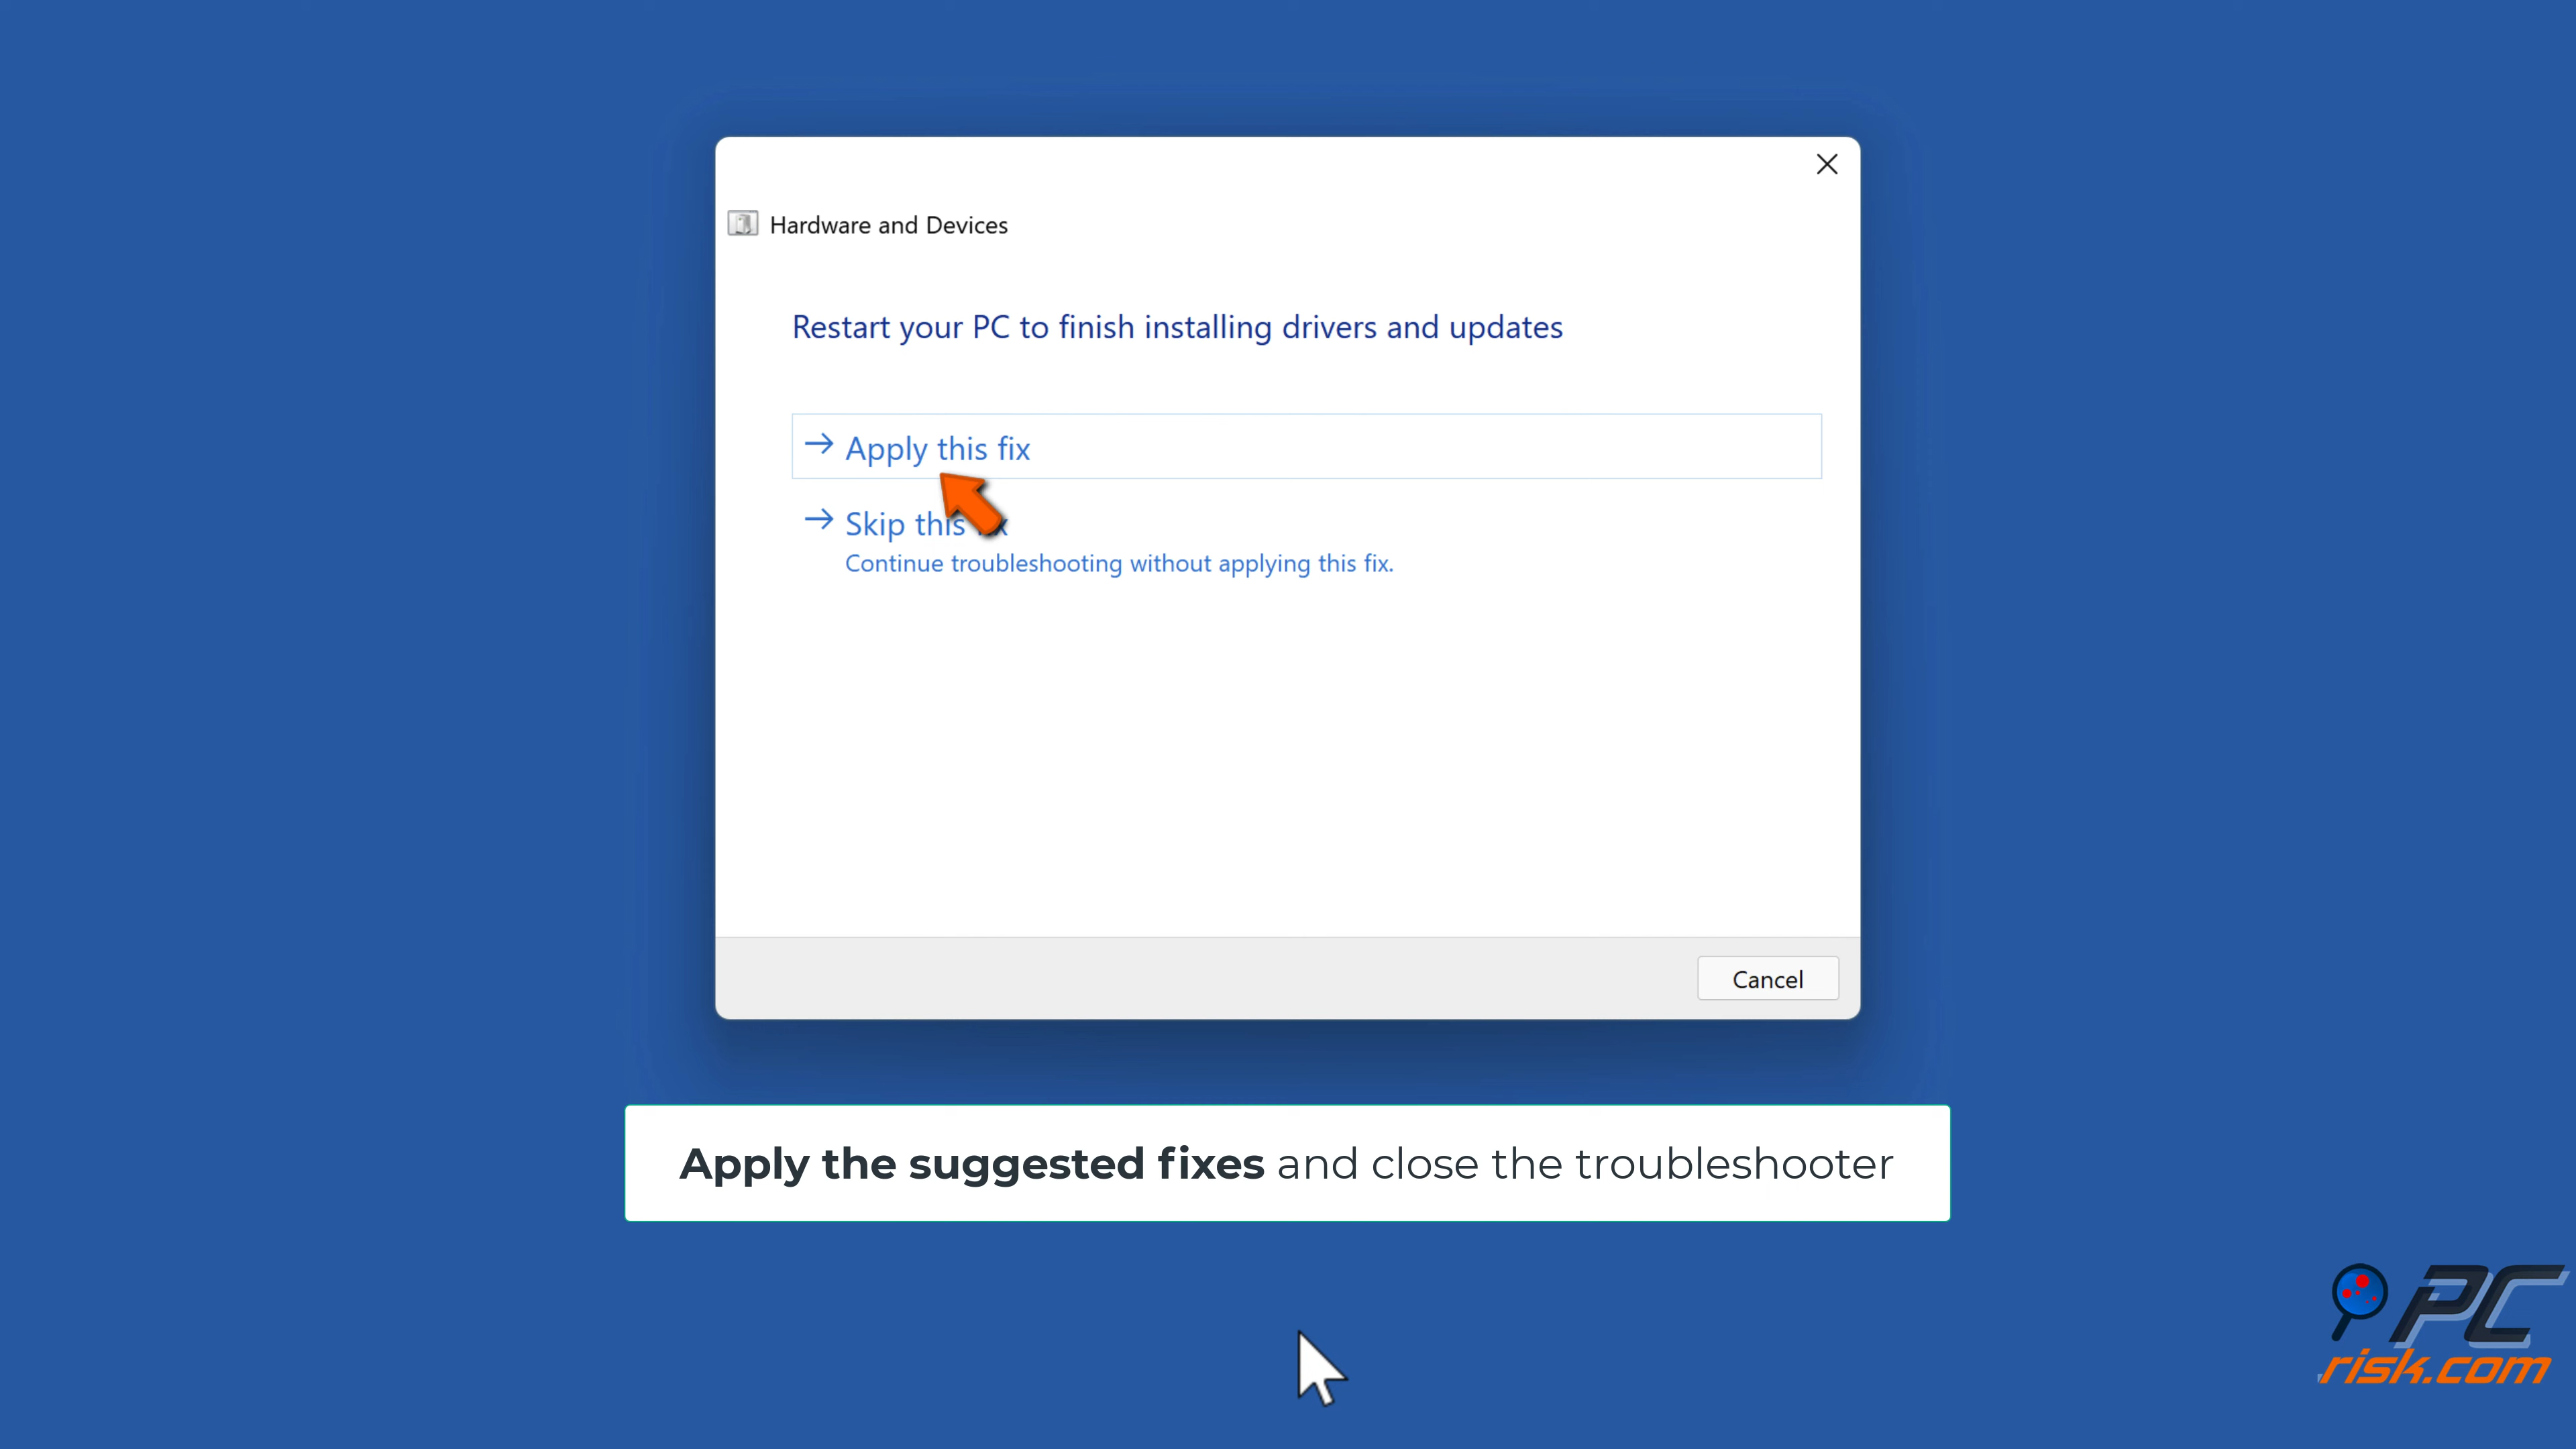 Hardware and Devices
Restart your PC to finish installing drivers and updates
Apply this fix
Skip this fix
Continue troubleshooting without applying this fix.
Cancel
Apply the suggested fixes and close the troubleshooter
PC
risk.com